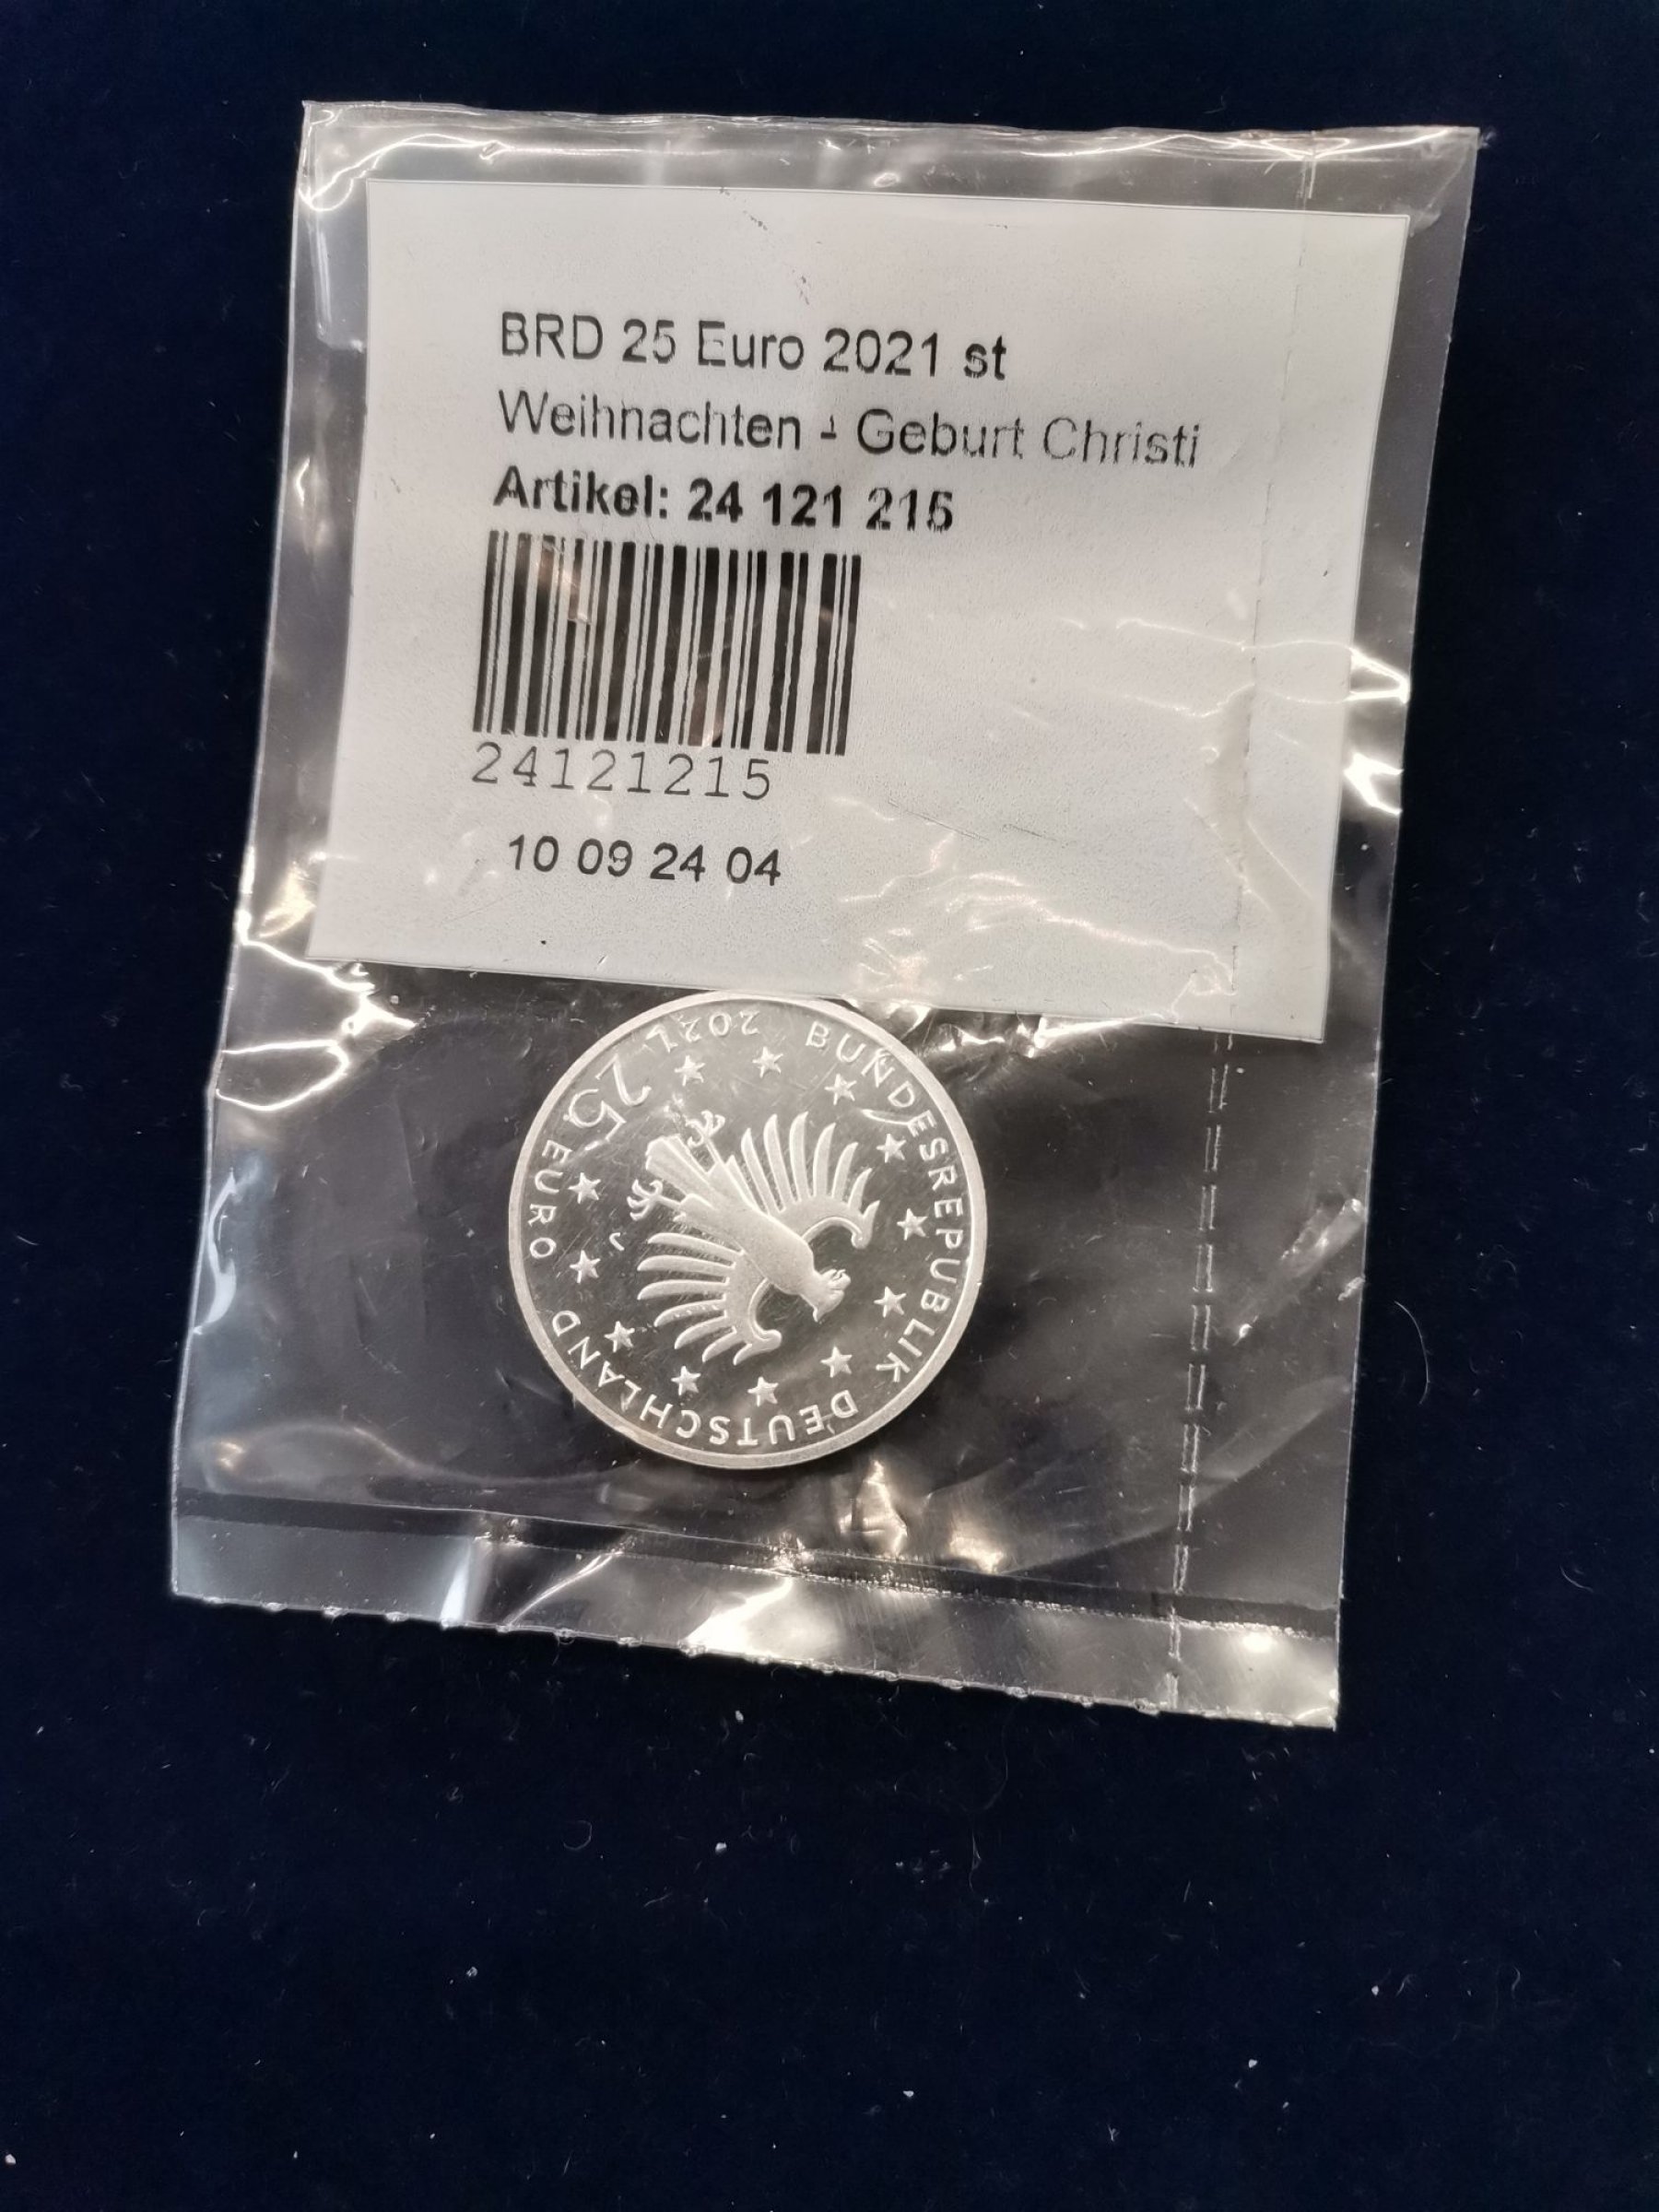 BRD 25 Euro 2021 st
Weihnachten - Geburt Christi
Artikel: 24 121 215
24121215
10 09 24 04
BUNDESREPUBLIK DEUTSCHLAND
25 EURO
2021
J